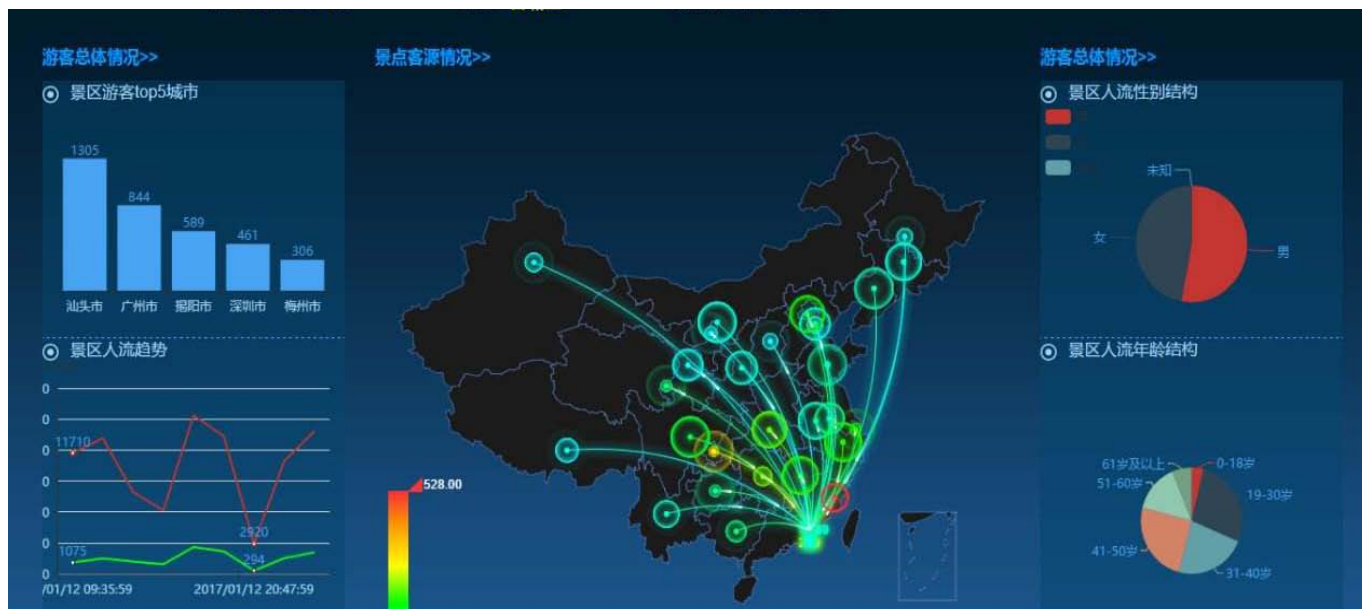 游客总体情况>>
景区游客top5城市
1305
844
589
461
306
汕头市
广州市
揭阳市
深圳市
梅州市
景区人流趋势
0
0
11710
0
0
0
2920
0
1075
294
0
/01/12 09:35:59
2017/01/12 20:47:59
景点客源情况>>
528.00
游客总体情况>>
景区人流性别结构
未知
女
男
景区人流年龄结构
61岁及以上
0-18岁
51-60岁
19-30岁
41-50岁
31-40岁